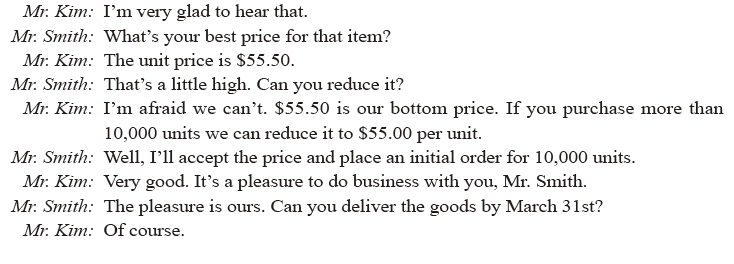 Mr. Kim: I'm very glad to hear that.
Mr. Smith: What's your best price for that item?
Mr. Kim: The unit price is $55.50.
Mr. Smith: That's a little high. Can you reduce it?
Mr. Kim: I'm afraid we can't. $55.50 is our bottom price. If you purchase more than
10,000 units we can reduce it to $55.00 per unit.
Mr. Smith: Well, I'll accept the price and place an initial order for 10,000 units.
Mr. Kim: Very good. It's a pleasure to do business with you, Mr. Smith.
Mr. Smith: The pleasure is ours. Can you deliver the goods by March 31st?
Mr. Kim: Of course.